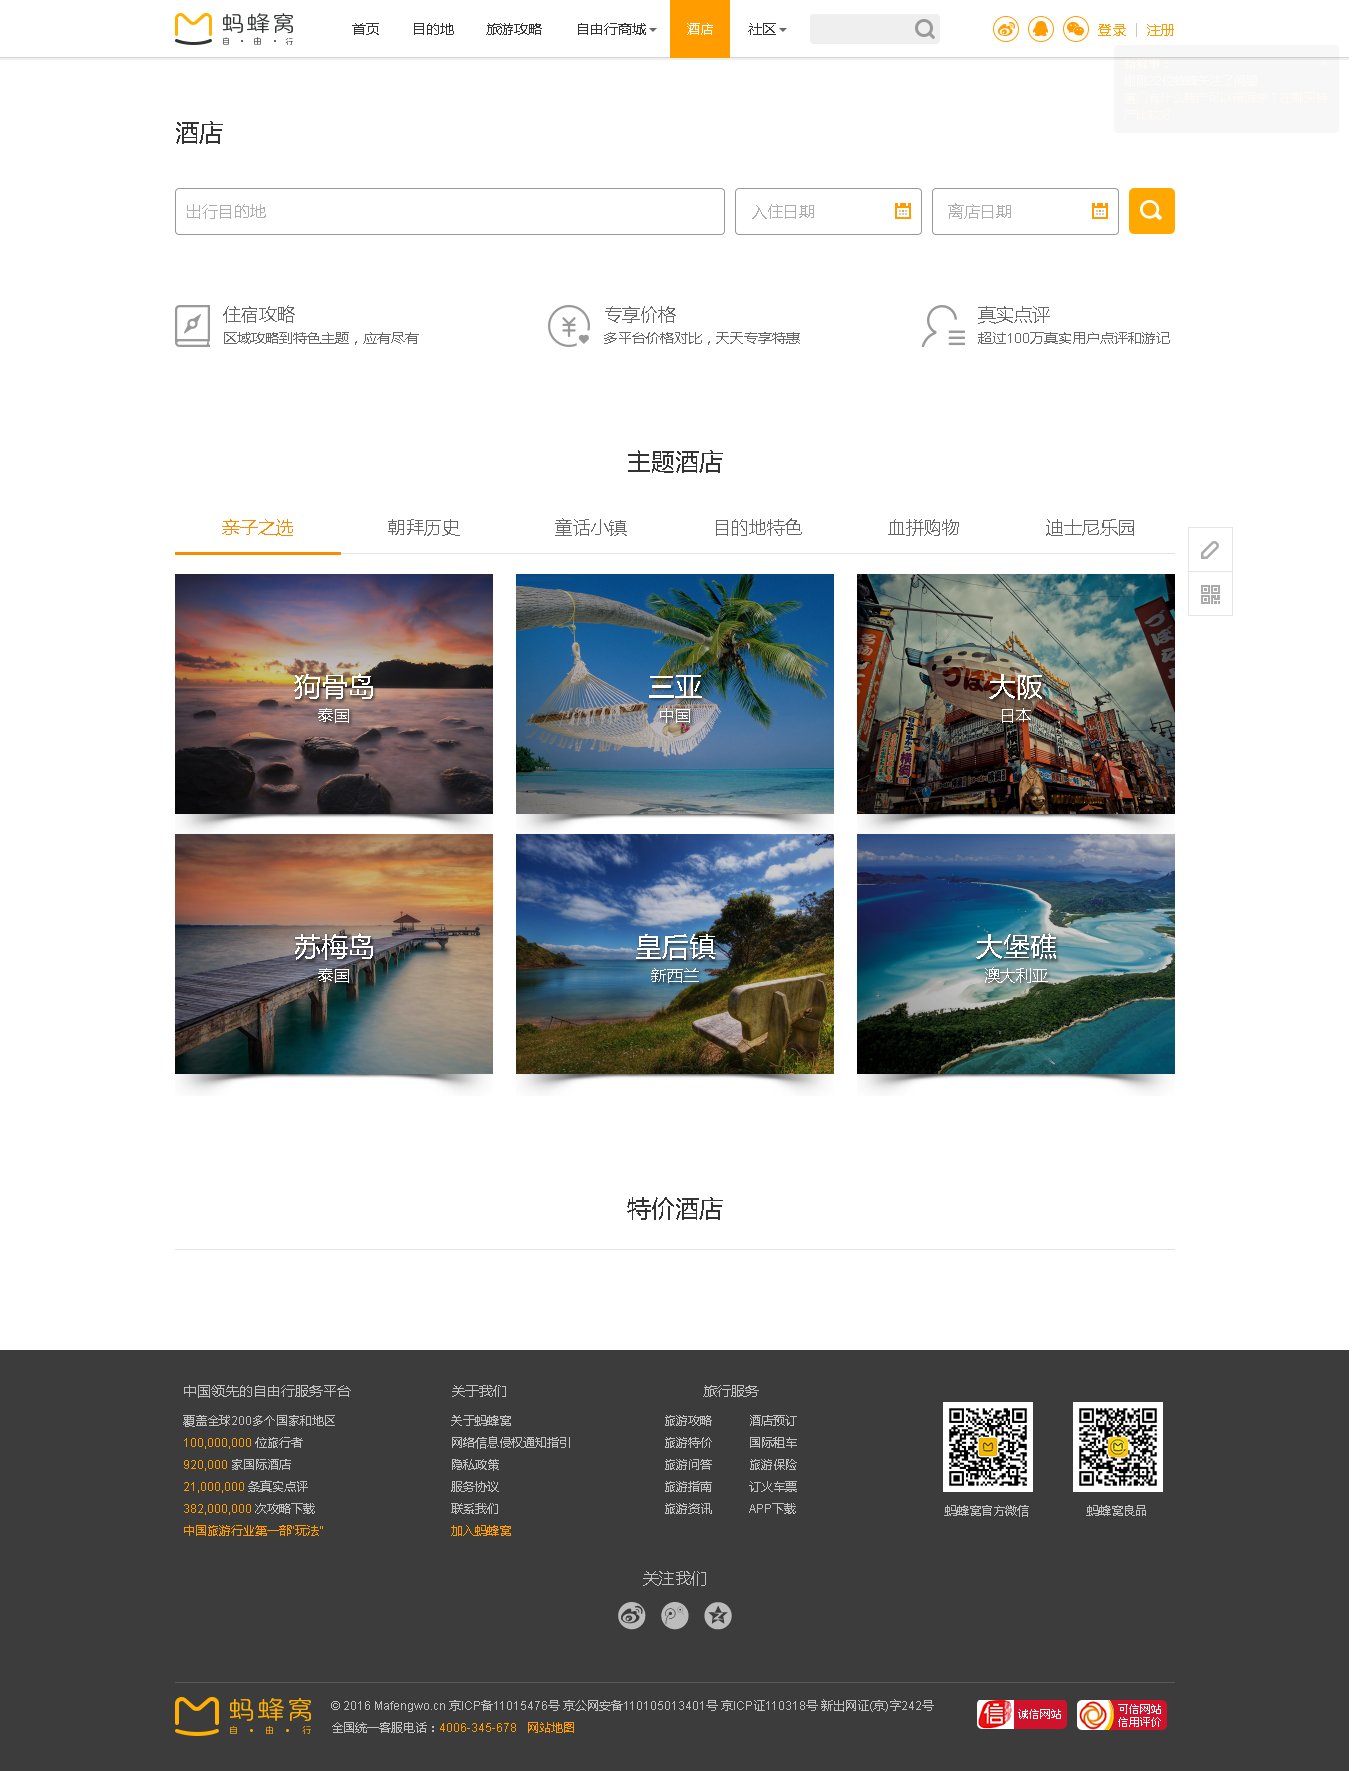 蚂蜂窝
自·由·行
首页
目的地
旅游攻略
自由行商城
酒店
社区
登录 | 注册
酒店
出行目的地
入住日期
离店日期
住宿攻略
区域攻略到特色主题，应有尽有
专享价格
多平台价格对比，天天专享特惠
真实点评
超过100万真实用户点评和游记
主题酒店
亲子之选
朝拜历史
童话小镇
目的地特色
血拼购物
迪士尼乐园
狗骨岛
泰国
三亚
中国
大阪
日本
苏梅岛
泰国
皇后镇
新西兰
大堡礁
澳大利亚
特价酒店
中国领先的自由行服务平台
覆盖全球200多个国家和地区
100,000,000 位旅行者
920,000 家国际酒店
21,000,000 条真实点评
382,000,000 次攻略下载
中国旅游行业第一部"玩法"
关于我们
关于蚂蜂窝
网络信息侵权通知指引
隐私政策
服务协议
联系我们
加入蚂蜂窝
旅行服务
旅游攻略 酒店预订
旅游特价 国际租车
旅游问答 旅游保险
旅游指南 订火车票
旅游资讯 APP下载
蚂蜂窝官方微信
蚂蜂窝良品
关注我们
蚂蜂窝
自·由·行
© 2016 Mafengwo.cn 京ICP备11015476号 京公网安备110105013401号 京ICP证110318号 新出网证(京)字242号
全国统一客服电话：4006-345-678 网站地图
信 诚信网站
可信网站
信用评价